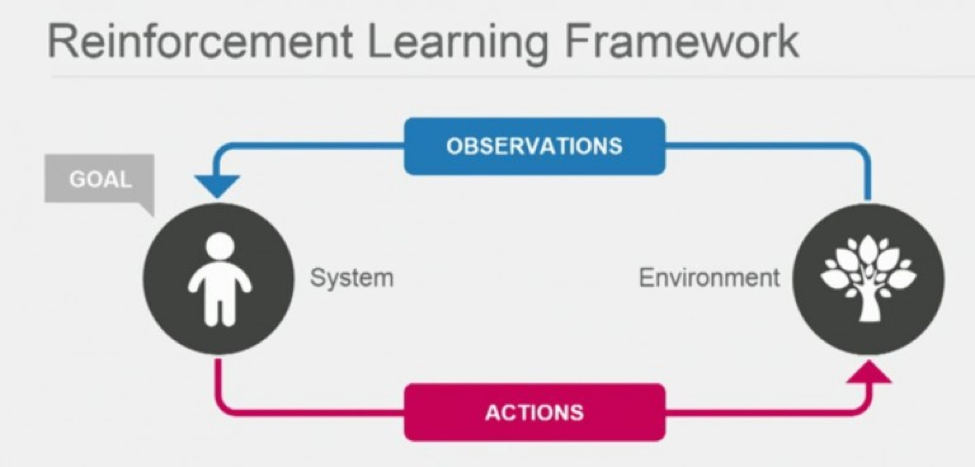 Reinforcement Learning Framework
OBSERVATIONS
GOAL
System
Environment
ACTIONS